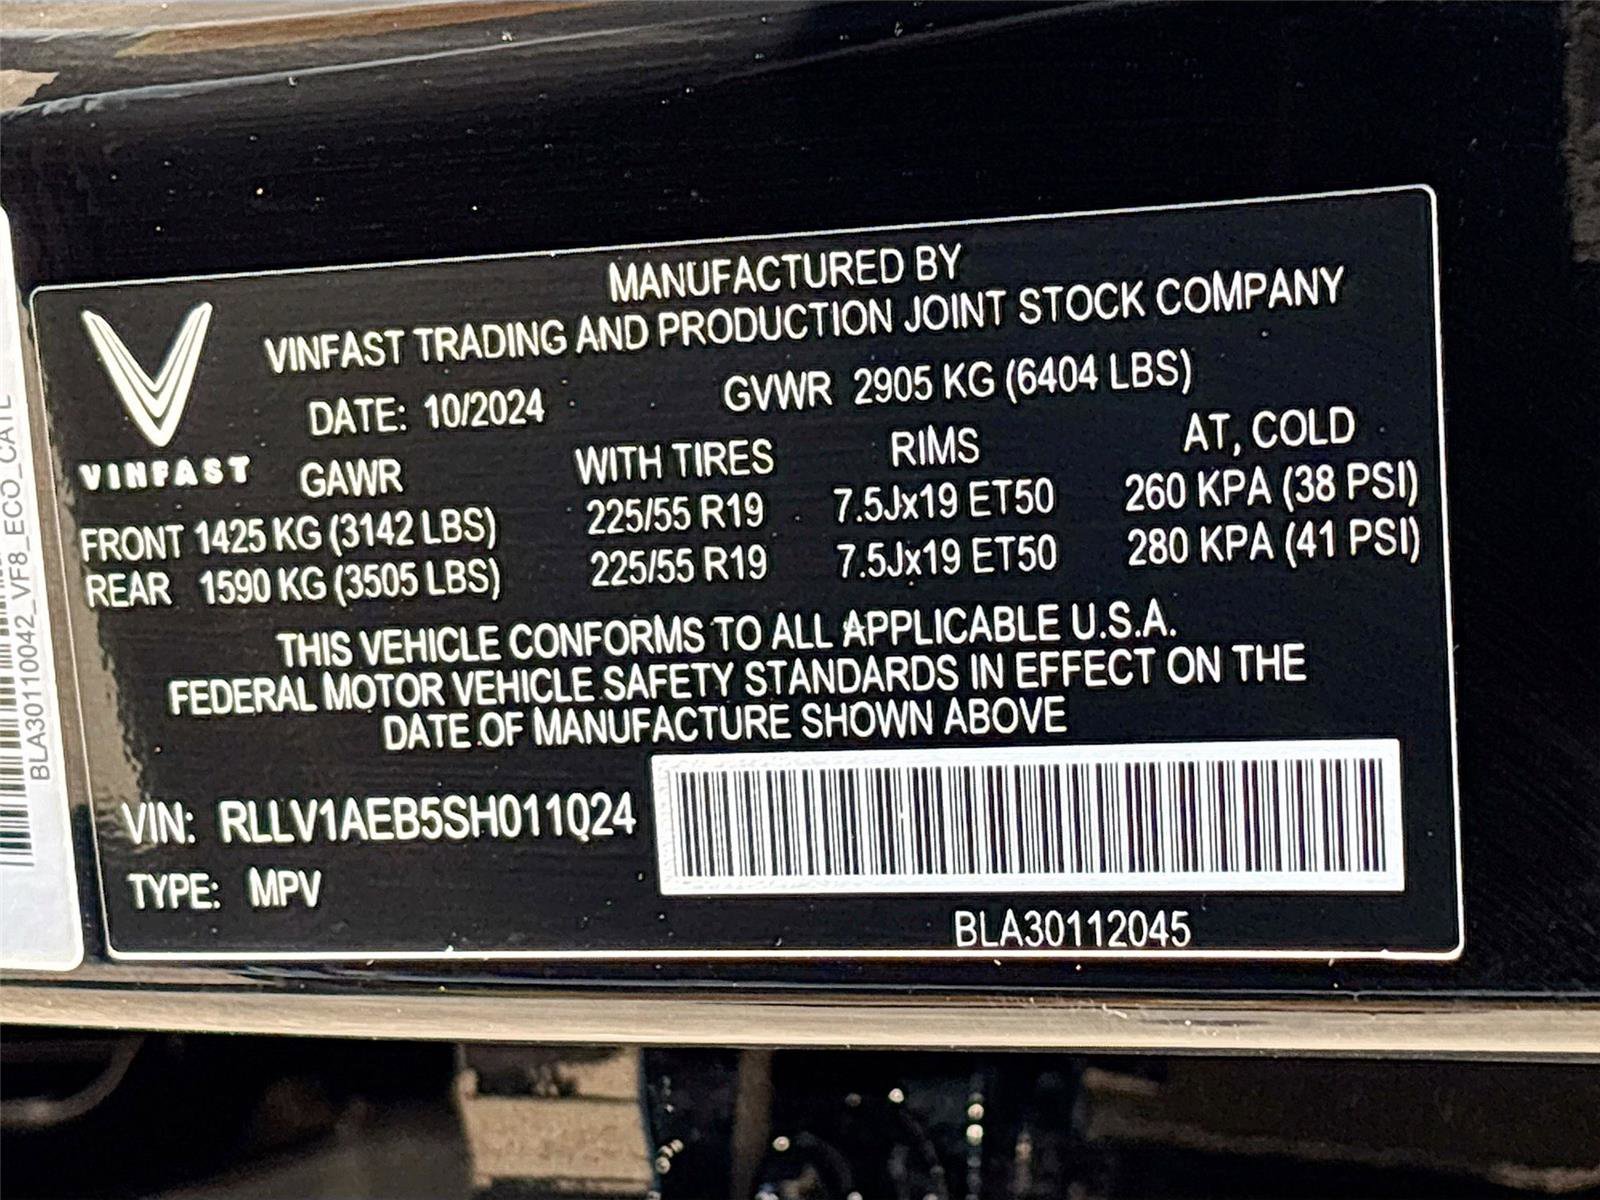 MANUFACTURED BY
VINFAST TRADING AND PRODUCTION JOINT STOCK COMPANY
VINFAST
DATE: 10/2024 GVWR 2905 KG (6404 LBS)
GAWR WITH TIRES RIMS AT, COLD
FRONT 1425 KG (3142 LBS) 225/55 R19 7.5Jx19 ET50 260 KPA (38 PSI)
REAR 1590 KG (3505 LBS) 225/55 R19 7.5Jx19 ET50 280 KPA (41 PSI)
THIS VEHICLE CONFORMS TO ALL APPLICABLE U.S.A.
FEDERAL MOTOR VEHICLE SAFETY STANDARDS IN EFFECT ON THE
DATE OF MANUFACTURE SHOWN ABOVE
VIN: RLLV1AEB5SH011024
TYPE: MPV
BLA30112045
BLA30110042_VF8_ECO_CATL